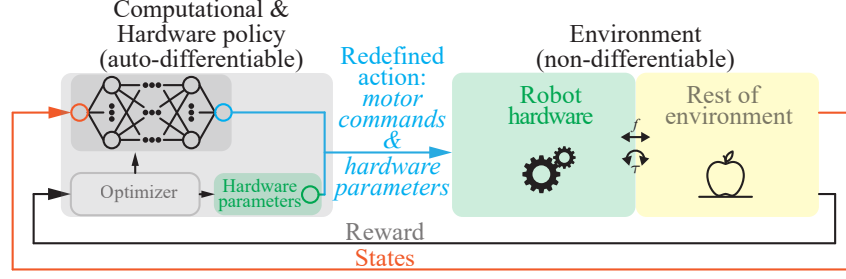 Computational &
Hardware policy
(auto-differentiable)
Redefined
action:
motor
commands
&
hardware
parameters
Environment
(non-differentiable)
Robot
hardware
f
τ
Rest of
environment
Optimizer
Hardware
parameters
Reward
States